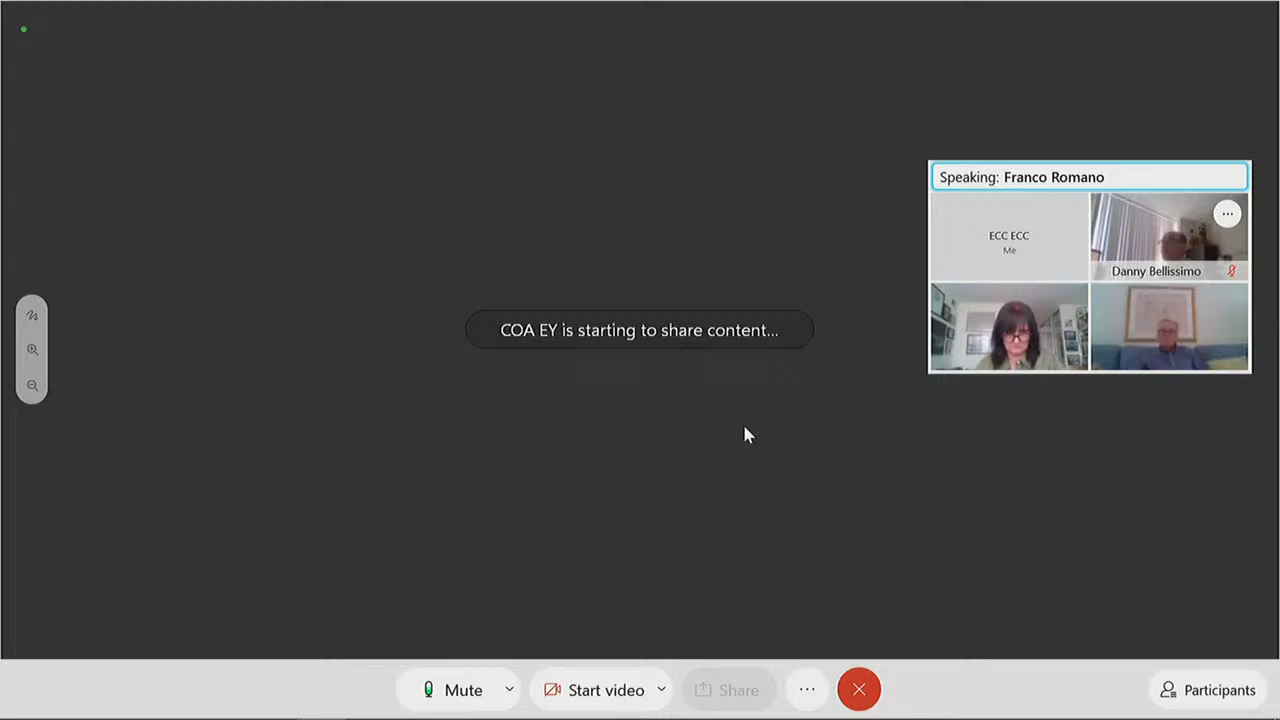 Speaking: Franco Romano
ECC ECC
Me
Danny Bellissimo
COA EY is starting to share content...
Mute
Start video
Share
Participants